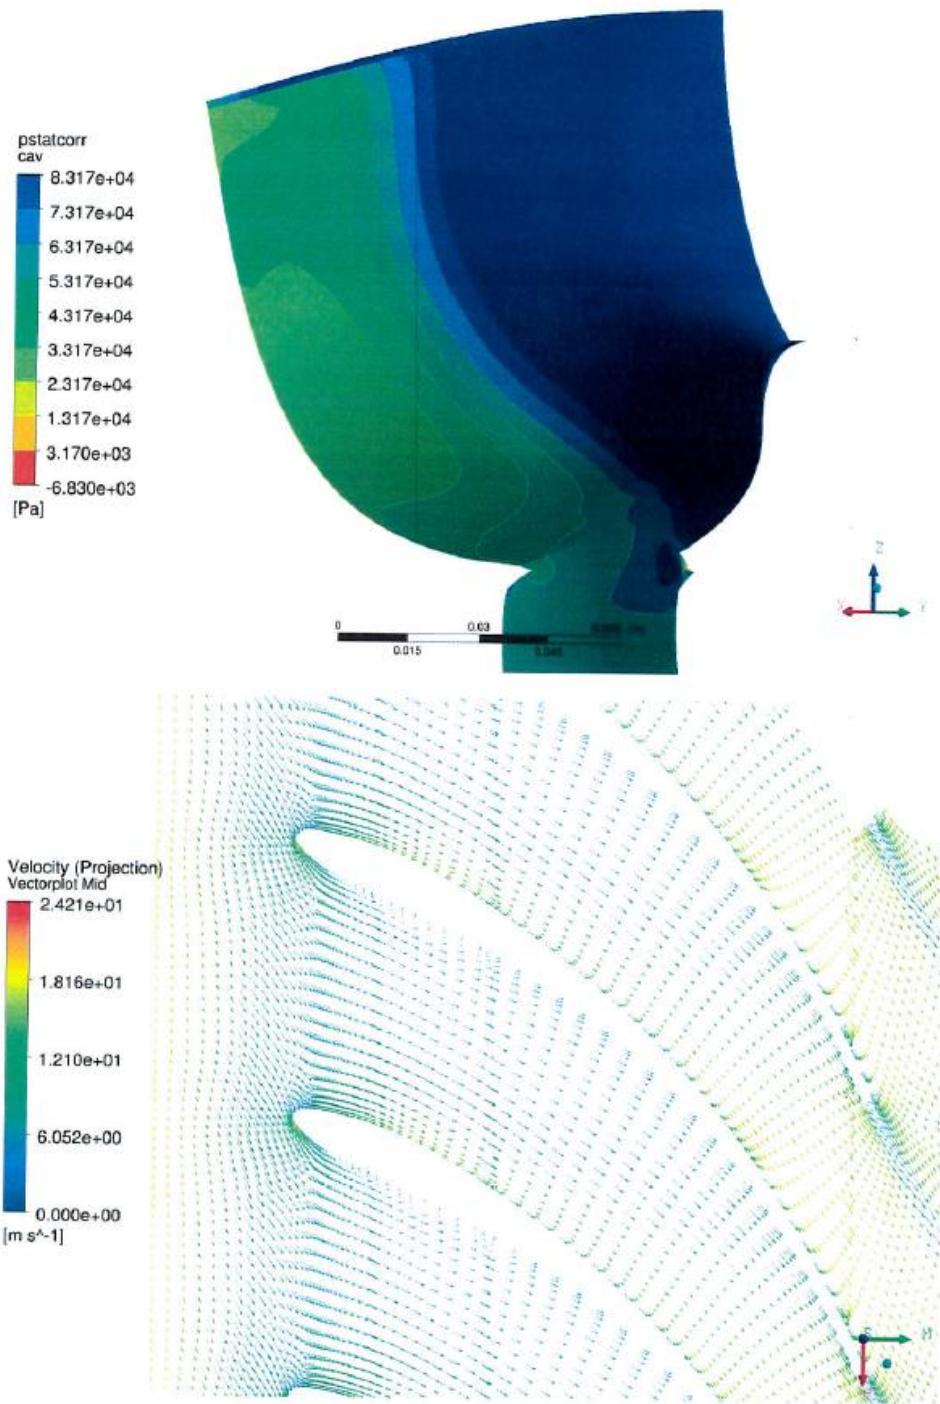 pstatcorr
cav
8.317e+04
7.317e+04
6.317e+04
5.317e+04
4.317e+04
3.317e+04
2.317e+04
1.317e+04
3.170e+03
-6.830e+03
[Pa]
X
Y
0
0.03
0.015
0.045
Velocity (Projection)
Vectorplot Mid
2.421e+01
1.816e+01
1.210e+01
6.052e+00
0.000e+00
[m s^-1]